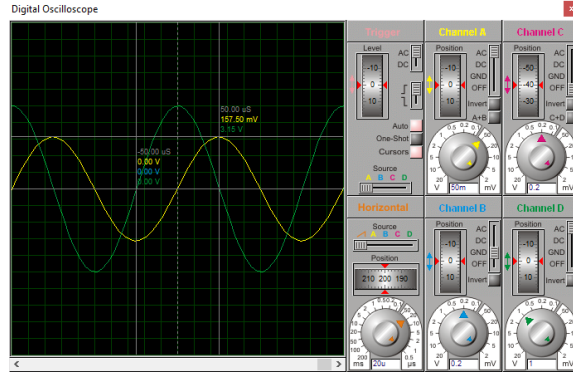 Digital Oscilloscope
x
50.00 uS
157.50 mV
3.15 V
-50.00 uS
0.00 V
0.00 V
0.00 V
<
>
Trigger
Level
AC
DC
-10
0
10
Auto
One-Shot
Cursors
Source
A B C D
Channel A
Position
AC
DC
GND
OFF
-10
0
10
Invert
A+B
V
50m
mV
Channel C
Position
AC
DC
GND
OFF
-50
-40
-30
Invert
C+D
V
0.2
mV
Horizontal
Source
A B C D
Position
210 200 190
ms
20u
µs
Channel B
Position
AC
DC
GND
OFF
-10
0
10
Invert
V
0.2
mV
Channel D
Position
AC
DC
GND
OFF
-10
0
10
Invert
V
1
mV